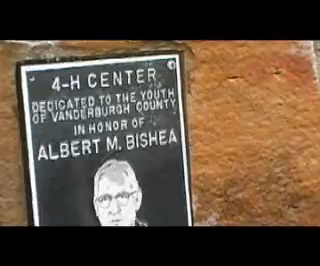 4-H CENTER
DEDICATED TO THE YOUTH
OF VANDERBURGH COUNTY
IN HONOR OF
ALBERT M. BISHEA